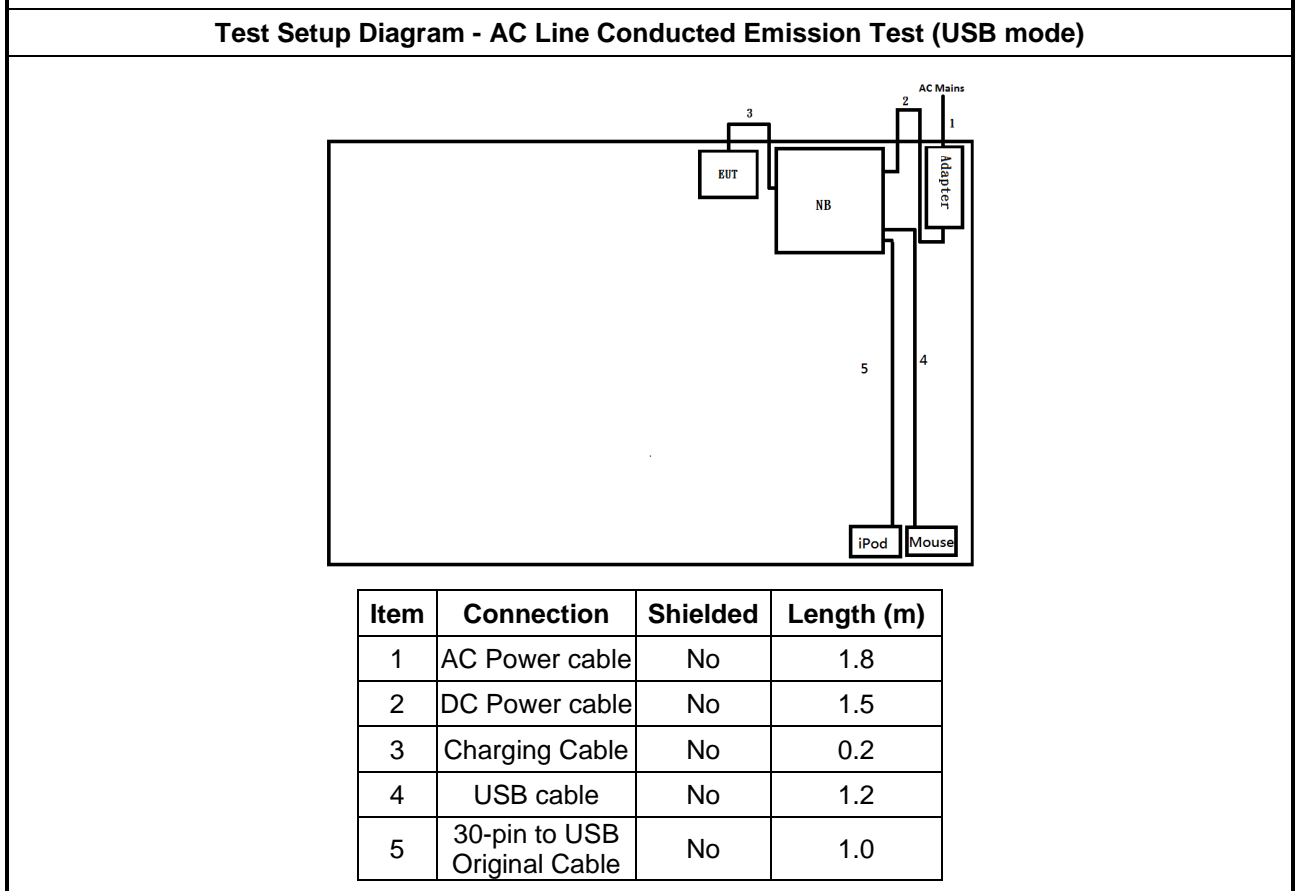 Test Setup Diagram - AC Line Conducted Emission Test (USB mode)
AC Mains
2
3
1
EUT
NB
Adapter
5
4
iPod
Mouse
Item Connection Shielded Length (m)
1 AC Power cable No 1.8
2 DC Power cable No 1.5
3 Charging Cable No 0.2
4 USB cable No 1.2
5 30-pin to USB Original Cable No 1.0